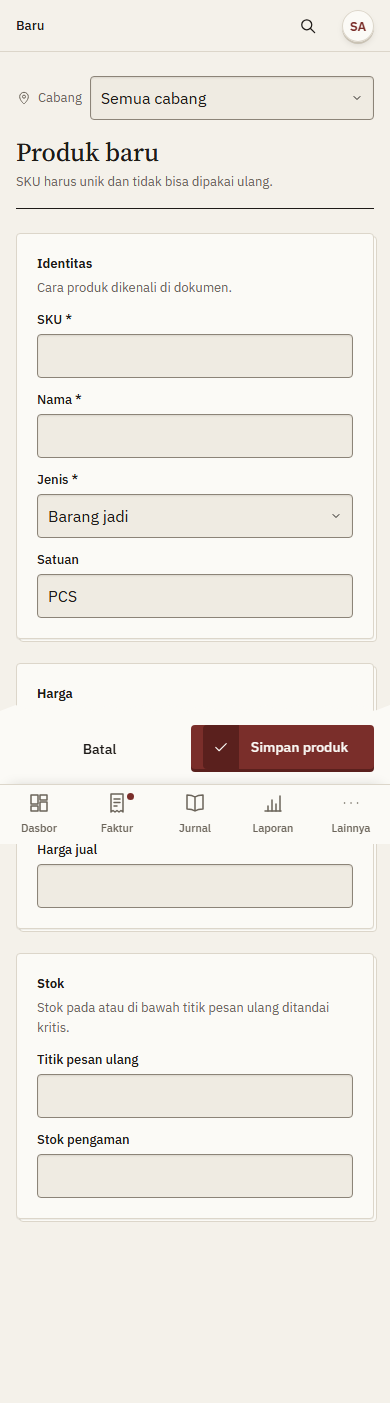 Baru
SA
Cabang
Semua cabang
Produk baru
SKU harus unik dan tidak bisa dipakai ulang.
Identitas
Cara produk dikenali di dokumen.
SKU *
Nama *
Jenis *
Barang jadi
Satuan
PCS
Harga
Batal
Simpan produk
Dasbor
Faktur
Jurnal
Laporan
Lainnya
Harga jual
Stok
Stok pada atau di bawah titik pesan ulang ditandai
kritis.
Titik pesan ulang
Stok pengaman